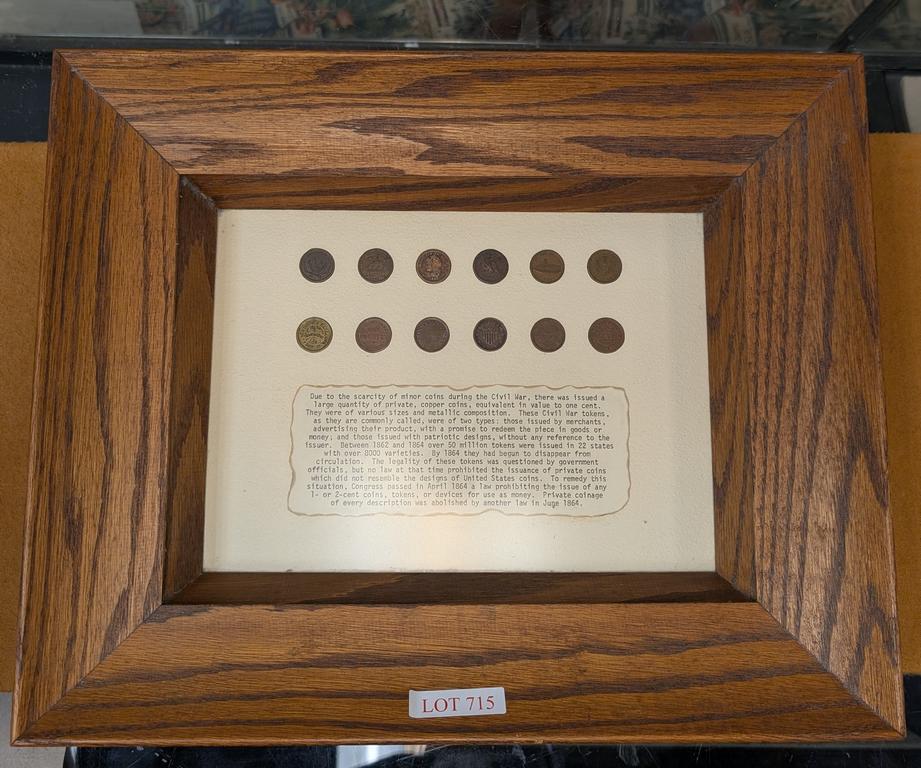 Due to the scarcity of minor coins during the Civil War, there was issued a
large quantity of private, copper coins, equivalent in value to one cent.
They were of various sizes and metallic composition. These Civil War tokens,
as they are commonly called, were of two types: those issued by merchants,
advertising their product, with a promise to redeem the piece in goods or
money; and those issued with patriotic designs, without any reference to the
issuer. Between 1862 and 1864 over 50 million tokens were issued in 22 states
with over 8000 varieties. By 1864 they had begun to disappear from
circulation. The legality of these tokens was questioned by government
officials, but no law at that time prohibited the issuance of private coins
which did not resemble the designs of United States coins. To remedy this
situation, Congress passed in April 1864 a law prohibiting the issue of any
1- or 2-cent coins, tokens, or devices for use as money. Private coinage
of every description was abolished by another law in Juge 1864.
LOT 715